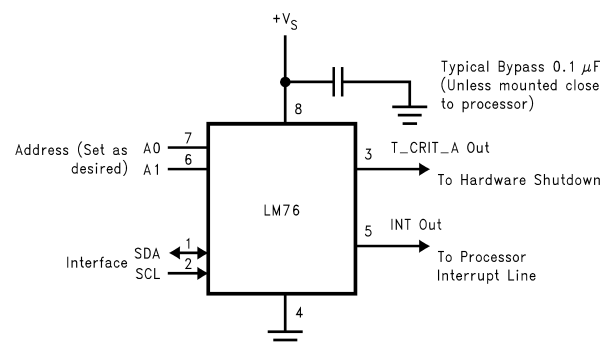 +VS
Typical Bypass 0.1 μF
(Unless mounted close
to processor)
8
Address (Set as
desired)
A0
7
A1
6
3
T_CRIT_A Out
To Hardware Shutdown
LM76
5
INT Out
To Processor
Interrupt Line
Interface
SDA
1
SCL
2
4